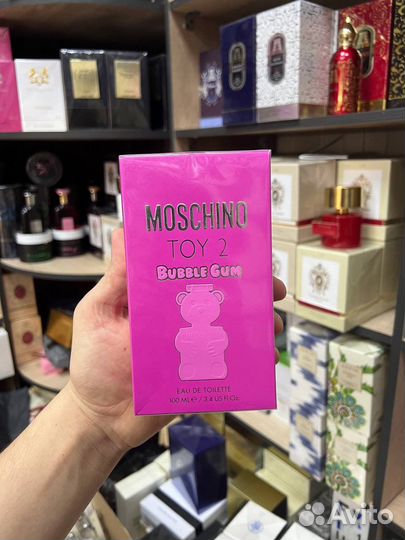 MOSCHINO
TOY 2
BUBBLE GUM
EAU DE TOILETTE
100 ML ℮ / 3.4 US Fl.Oz.
Avito